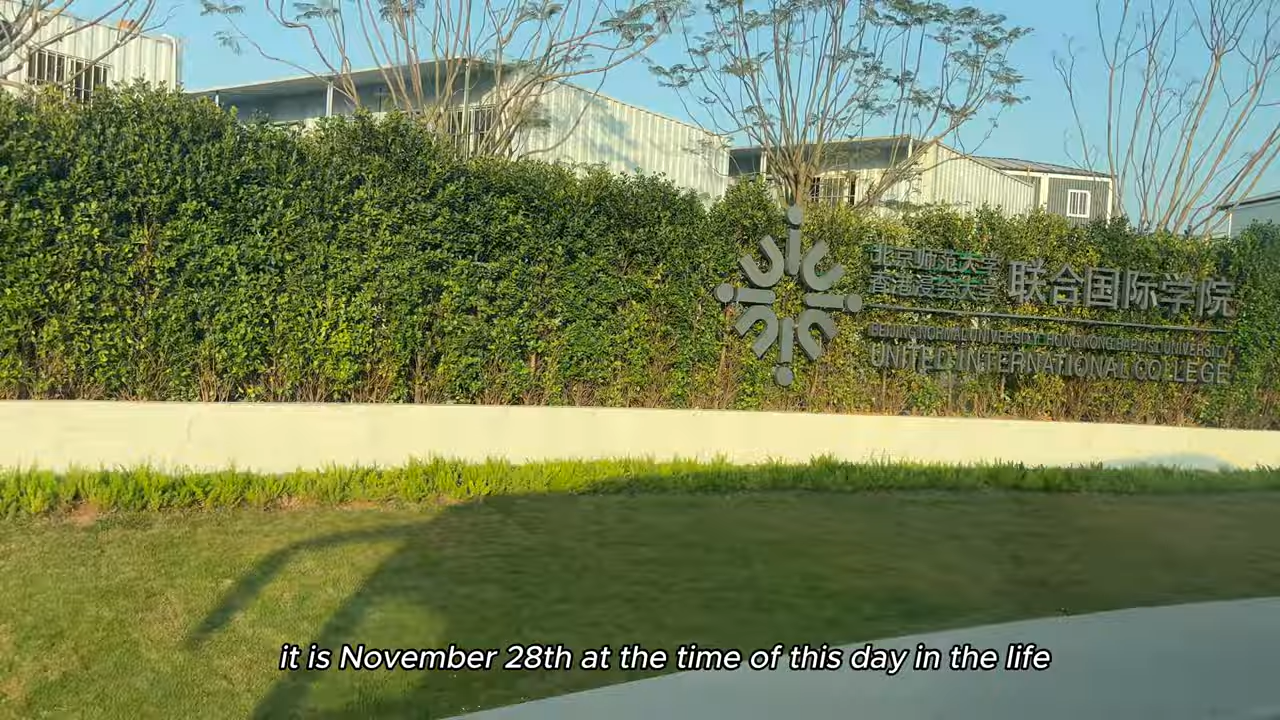 北京师范大学
香港浸会大学
联合国际学院
BEIJING NORMAL UNIVERSITY · HONG KONG BAPTIST UNIVERSITY
UNITED INTERNATIONAL COLLEGE
it is November 28th at the time of this day in the life